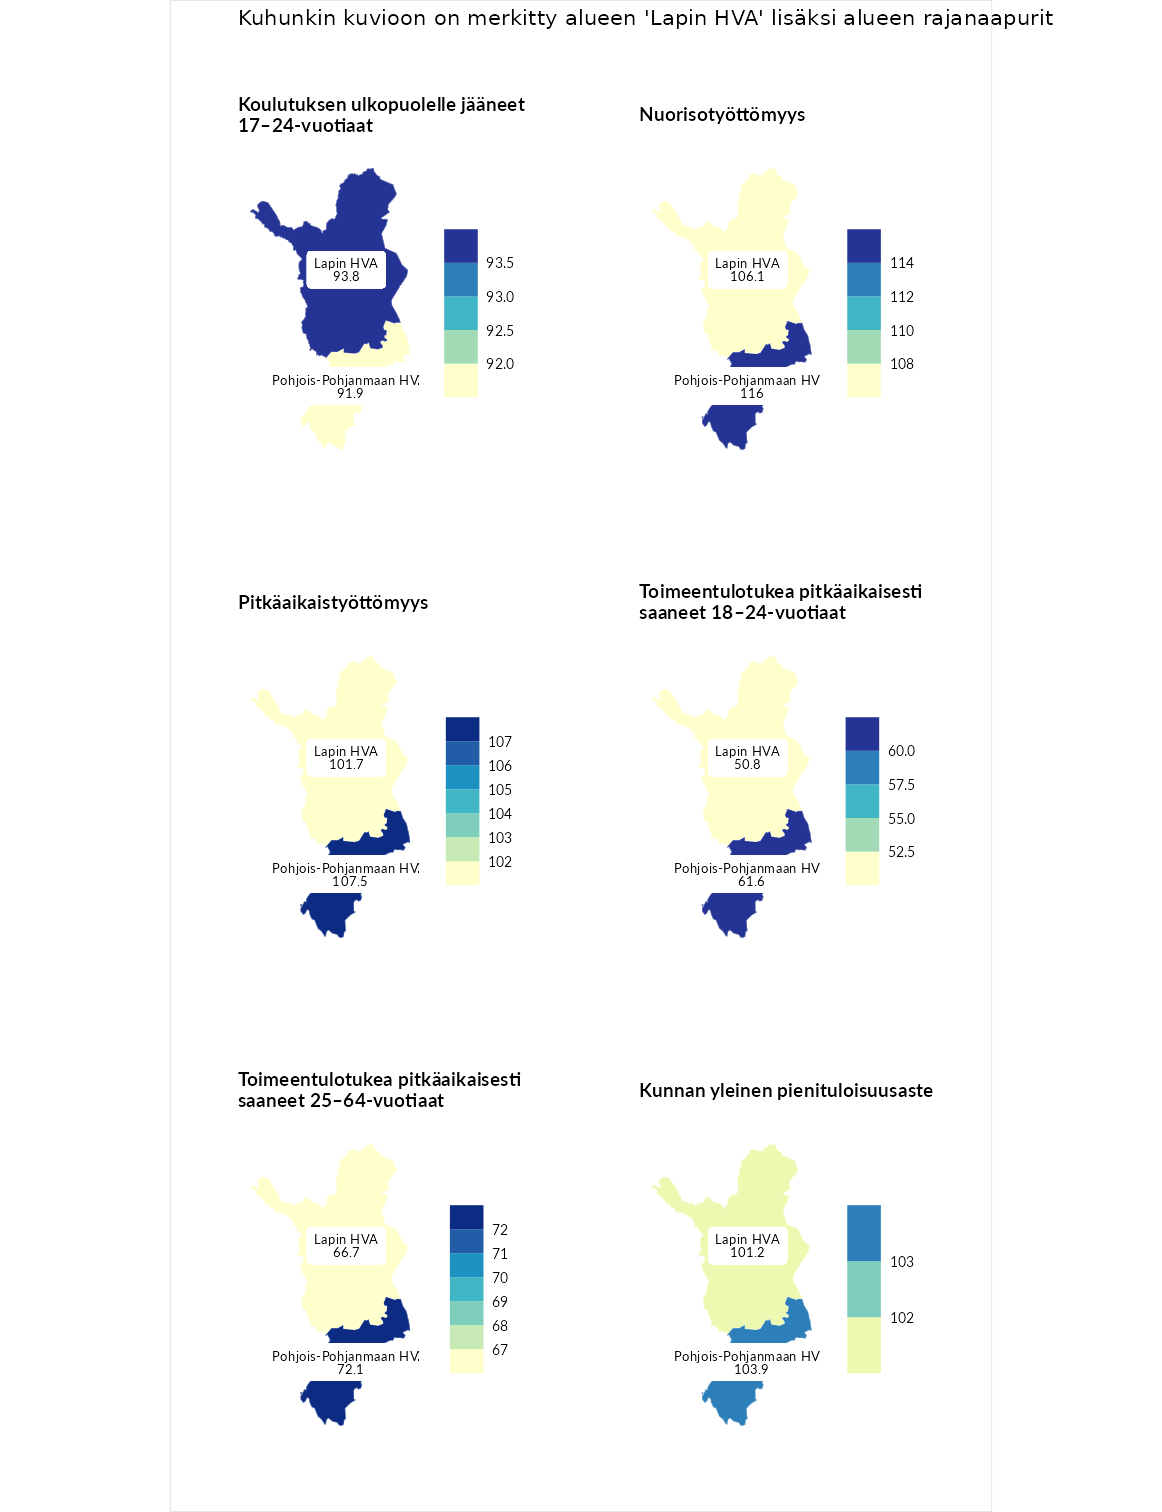 Kuhunkin kuvioon on merkitty alueen 'Lapin HVA' lisäksi alueen rajanaapurit
Koulutuksen ulkopuolelle jääneet
17–24-vuotiaat
Lapin HVA
93.8
Pohjois-Pohjanmaan HV
91.9
93.5
93.0
92.5
92.0
Nuorisotyöttömyys
Lapin HVA
106.1
Pohjois-Pohjanmaan HV
116
114
112
110
108
Pitkäaikaistyöttömyys
Lapin HVA
101.7
Pohjois-Pohjanmaan HV
107.5
107
106
105
104
103
102
Toimeentulotukea pitkäaikaisesti
saaneet 18–24-vuotiaat
Lapin HVA
50.8
Pohjois-Pohjanmaan HV
61.6
60.0
57.5
55.0
52.5
Toimeentulotukea pitkäaikaisesti
saaneet 25–64-vuotiaat
Lapin HVA
66.7
Pohjois-Pohjanmaan HV
72.1
72
71
70
69
68
67
Kunnan yleinen pienituloisuusaste
Lapin HVA
101.2
Pohjois-Pohjanmaan HV
103.9
103
102